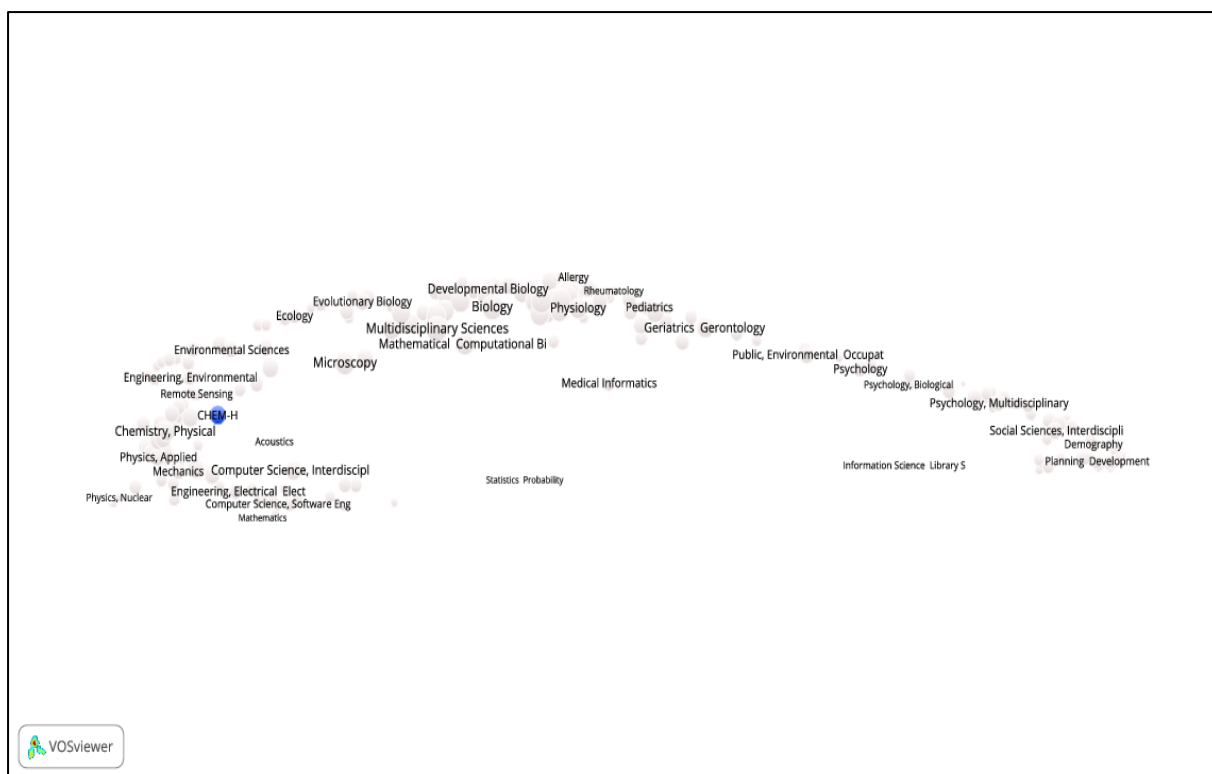 Allergy
Developmental Biology
Rheumatology
Evolutionary Biology
Biology
Physiology
Pediatrics
Ecology
Multidisciplinary Sciences
Geriatrics Gerontology
Mathematical Computational Bi
Environmental Sciences
Public, Environmental Occupat
Microscopy
Psychology
Engineering, Environmental
Medical Informatics
Psychology, Biological
Remote Sensing
Psychology, Multidisciplinary
CHEM-H
Chemistry, Physical
Social Sciences, Interdiscipli
Acoustics
Demography
Physics, Applied
Planning Development
Information Science Library S
Mechanics
Computer Science, Interdiscipl
Statistics Probability
Engineering, Electrical Elect
Physics, Nuclear
Computer Science, Software Eng
Mathematics
VOSviewer